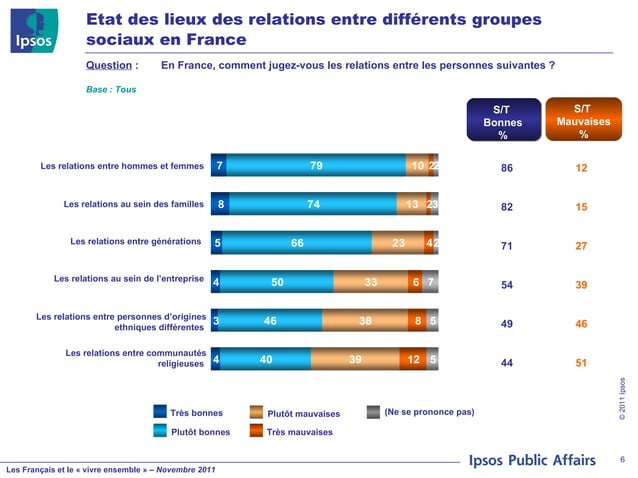 Ipsos
Etat des lieux des relations entre différents groupes
sociaux en France
Question : En France, comment jugez-vous les relations entre les personnes suivantes ?
Base : Tous
S/T
Bonnes
%
S/T
Mauvaises
%
Les relations entre hommes et femmes 7 79 10 2 2 86 12
Les relations au sein des familles 8 74 13 2 3 82 15
Les relations entre générations 5 66 23 4 2 71 27
Les relations au sein de l'entreprise 4 50 33 6 7 54 39
Les relations entre personnes d'origines
ethniques différentes 3 46 38 8 5 49 46
Les relations entre communautés
religieuses 4 40 39 12 5 44 51
Très bonnes Plutôt mauvaises (Ne se prononce pas)
Plutôt bonnes Très mauvaises
© 2011 Ipsos
Ipsos Public Affairs 6
Les Français et le « vivre ensemble » – Novembre 2011